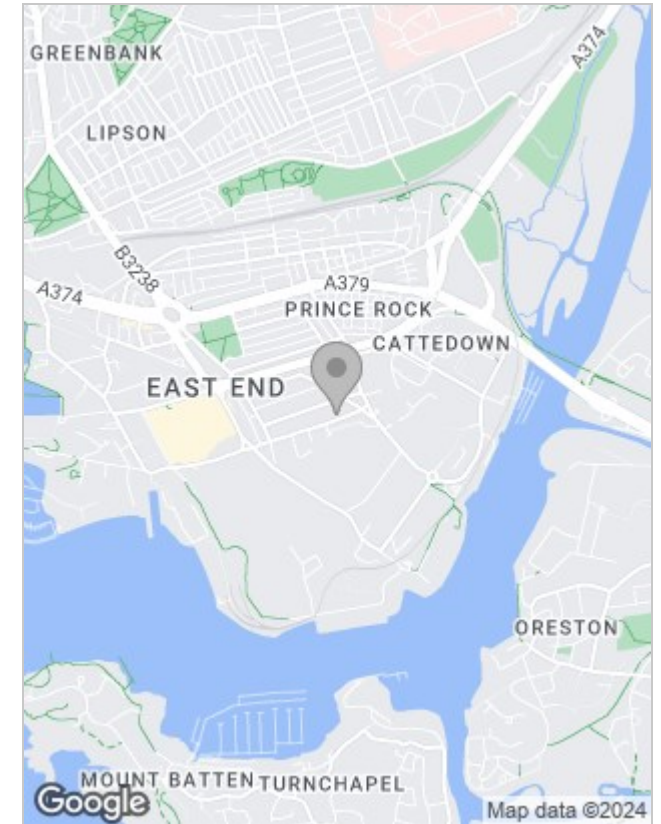 GREENBANK
A374
LIPSON
B3238
A374
A379
PRINCE ROCK
CATTEDOWN
EAST END
ORESTON
MOUNT BATTEN
TURNCHAPEL
Google
Map data ©2024